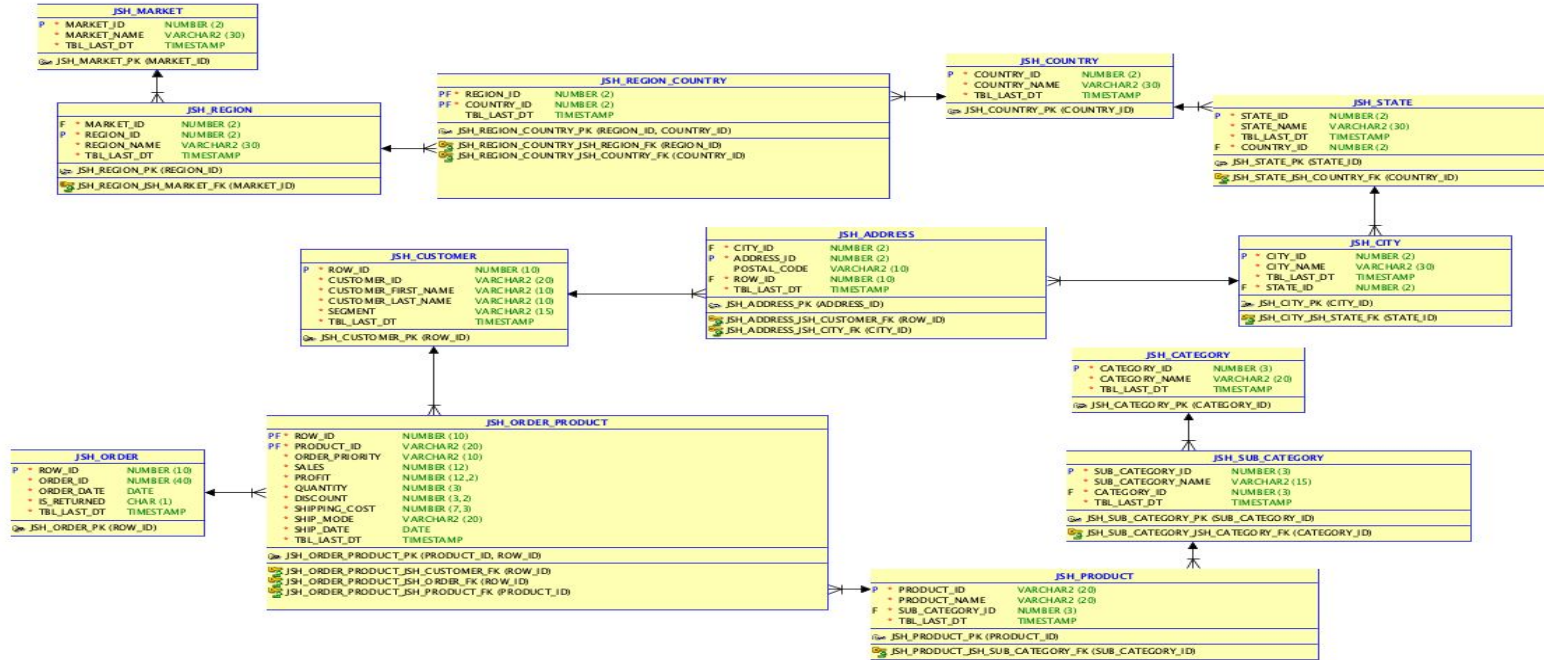 JSH_MARKET
P * MARKET_ID NUMBER (2)
* MARKET_NAME VARCHAR2 (30)
* TBL_LAST_DT TIMESTAMP
JSH_MARKET_PK (MARKET_ID)
JSH_REGION
F * MARKET_ID NUMBER (2)
P * REGION_ID NUMBER (2)
* REGION_NAME VARCHAR2 (30)
* TBL_LAST_DT TIMESTAMP
JSH_REGION_PK (REGION_ID)
JSH_REGION_JSH_MARKET_FK (MARKET_ID)
JSH_REGION_COUNTRY
PF * REGION_ID NUMBER (2)
PF * COUNTRY_ID NUMBER (2)
TBL_LAST_DT TIMESTAMP
JSH_REGION_COUNTRY_PK (REGION_ID, COUNTRY_ID)
JSH_REGION_COUNTRY_JSH_REGION_FK (REGION_ID)
JSH_REGION_COUNTRY_JSH_COUNTRY_FK (COUNTRY_ID)
JSH_COUNTRY
P * COUNTRY_ID NUMBER (2)
* COUNTRY_NAME VARCHAR2 (30)
* TBL_LAST_DT TIMESTAMP
JSH_COUNTRY_PK (COUNTRY_ID)
JSH_STATE
P * STATE_ID NUMBER (2)
* STATE_NAME VARCHAR2 (30)
* TBL_LAST_DT TIMESTAMP
F * COUNTRY_ID NUMBER (2)
JSH_STATE_PK (STATE_ID)
JSH_STATE_JSH_COUNTRY_FK (COUNTRY_ID)
JSH_CUSTOMER
P * ROW_ID NUMBER (10)
* CUSTOMER_ID VARCHAR2 (20)
* CUSTOMER_FIRST_NAME VARCHAR2 (10)
* CUSTOMER_LAST_NAME VARCHAR2 (10)
* SEGMENT VARCHAR2 (15)
* TBL_LAST_DT TIMESTAMP
JSH_CUSTOMER_PK (ROW_ID)
JSH_ADDRESS
F * CITY_ID NUMBER (2)
P * ADDRESS_ID NUMBER (2)
POSTAL_CODE VARCHAR2 (10)
F * ROW_ID NUMBER (10)
* TBL_LAST_DT TIMESTAMP
JSH_ADDRESS_PK (ADDRESS_ID)
JSH_ADDRESS_JSH_CUSTOMER_FK (ROW_ID)
JSH_ADDRESS_JSH_CITY_FK (CITY_ID)
JSH_CITY
P * CITY_ID NUMBER (2)
* CITY_NAME VARCHAR2 (30)
* TBL_LAST_DT TIMESTAMP
F * STATE_ID NUMBER (2)
JSH_CITY_PK (CITY_ID)
JSH_CITY_JSH_STATE_FK (STATE_ID)
JSH_CATEGORY
P * CATEGORY_ID NUMBER (3)
* CATEGORY_NAME VARCHAR2 (20)
* TBL_LAST_DT TIMESTAMP
JSH_CATEGORY_PK (CATEGORY_ID)
JSH_ORDER
P * ROW_ID NUMBER (10)
* ORDER_ID NUMBER (40)
* ORDER_DATE DATE
* IS_RETURNED CHAR (1)
* TBL_LAST_DT TIMESTAMP
JSH_ORDER_PK (ROW_ID)
JSH_ORDER_PRODUCT
PF * ROW_ID NUMBER (10)
PF * PRODUCT_ID VARCHAR2 (20)
* ORDER_PRIORITY VARCHAR2 (10)
* SALES NUMBER (12)
* PROFIT NUMBER (12,2)
* QUANTITY NUMBER (3)
* DISCOUNT NUMBER (3,2)
* SHIPPING_COST NUMBER (7,3)
* SHIP_MODE VARCHAR2 (20)
* SHIP_DATE DATE
* TBL_LAST_DT TIMESTAMP
JSH_ORDER_PRODUCT_PK (PRODUCT_ID, ROW_ID)
JSH_ORDER_PRODUCT_JSH_CUSTOMER_FK (ROW_ID)
JSH_ORDER_PRODUCT_JSH_ORDER_FK (ROW_ID)
JSH_ORDER_PRODUCT_JSH_PRODUCT_FK (PRODUCT_ID)
JSH_SUB_CATEGORY
P * SUB_CATEGORY_ID NUMBER (3)
* SUB_CATEGORY_NAME VARCHAR2 (15)
F * CATEGORY_ID NUMBER (3)
* TBL_LAST_DT TIMESTAMP
JSH_SUB_CATEGORY_PK (SUB_CATEGORY_ID)
JSH_SUB_CATEGORY_JSH_CATEGORY_FK (CATEGORY_ID)
JSH_PRODUCT
P * PRODUCT_ID VARCHAR2 (20)
* PRODUCT_NAME VARCHAR2 (20)
F * SUB_CATEGORY_ID NUMBER (3)
* TBL_LAST_DT TIMESTAMP
JSH_PRODUCT_PK (PRODUCT_ID)
JSH_PRODUCT_JSH_SUB_CATEGORY_FK (SUB_CATEGORY_ID)